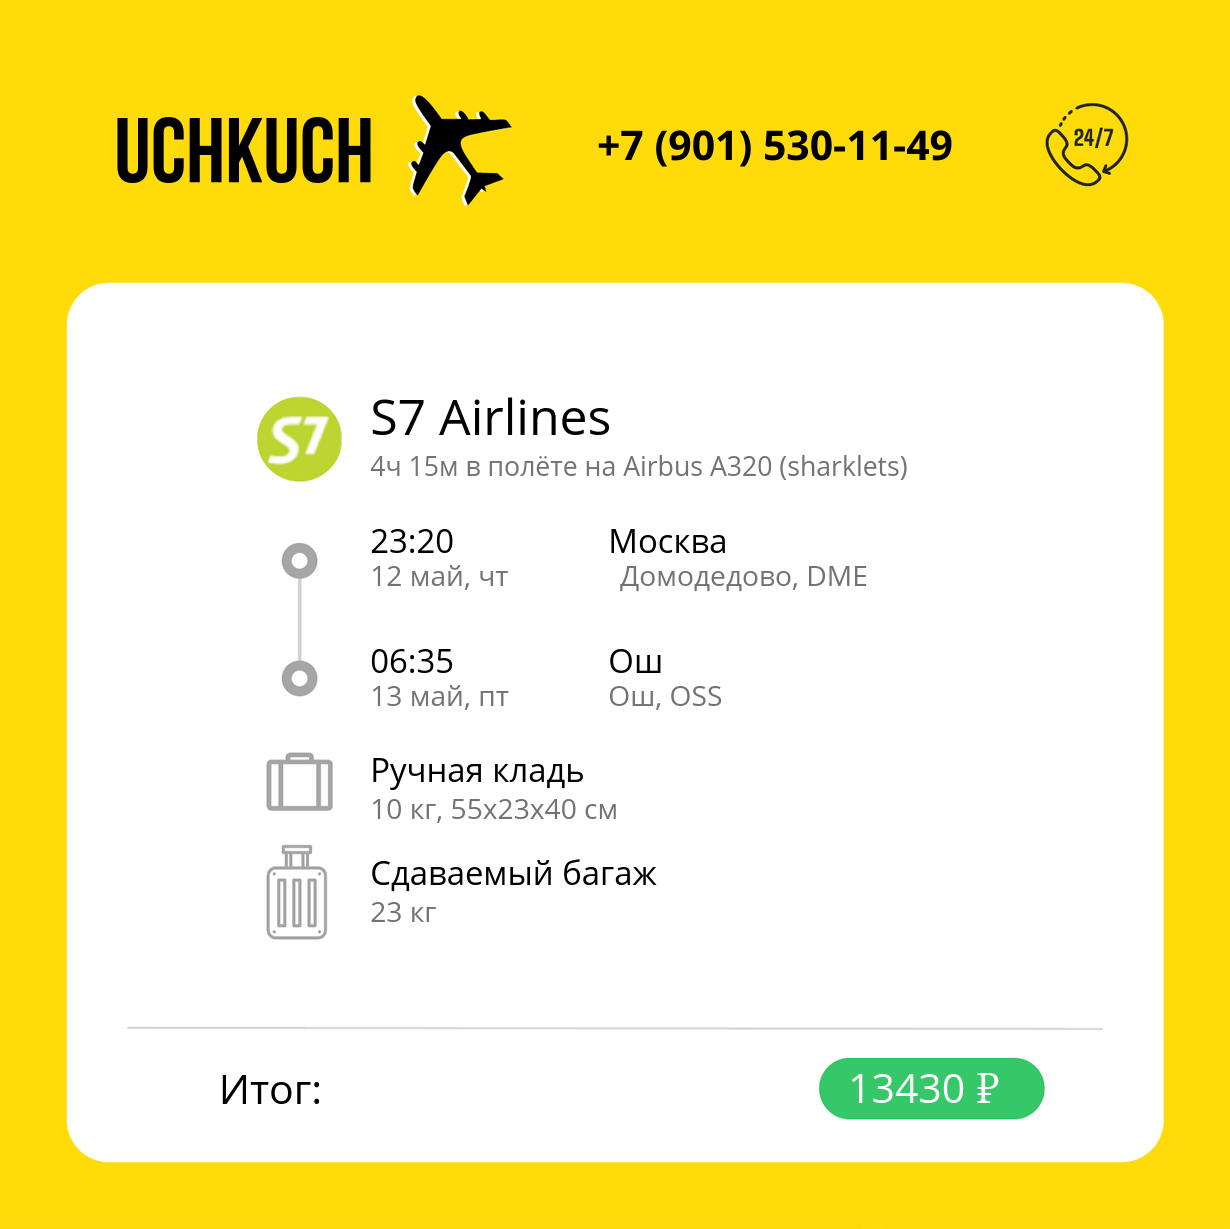 UCHKUCH
+7 (901) 530-11-49
24/7
S7
S7 Airlines
4ч 15м в полёте на Airbus A320 (sharklets)
23:20 Москва
12 май, чт Домодедово, DME
06:35 Ош
13 май, пт Ош, OSS
Ручная кладь
10 кг, 55x23x40 см
Сдаваемый багаж
23 кг
Итог: 13430 ₽